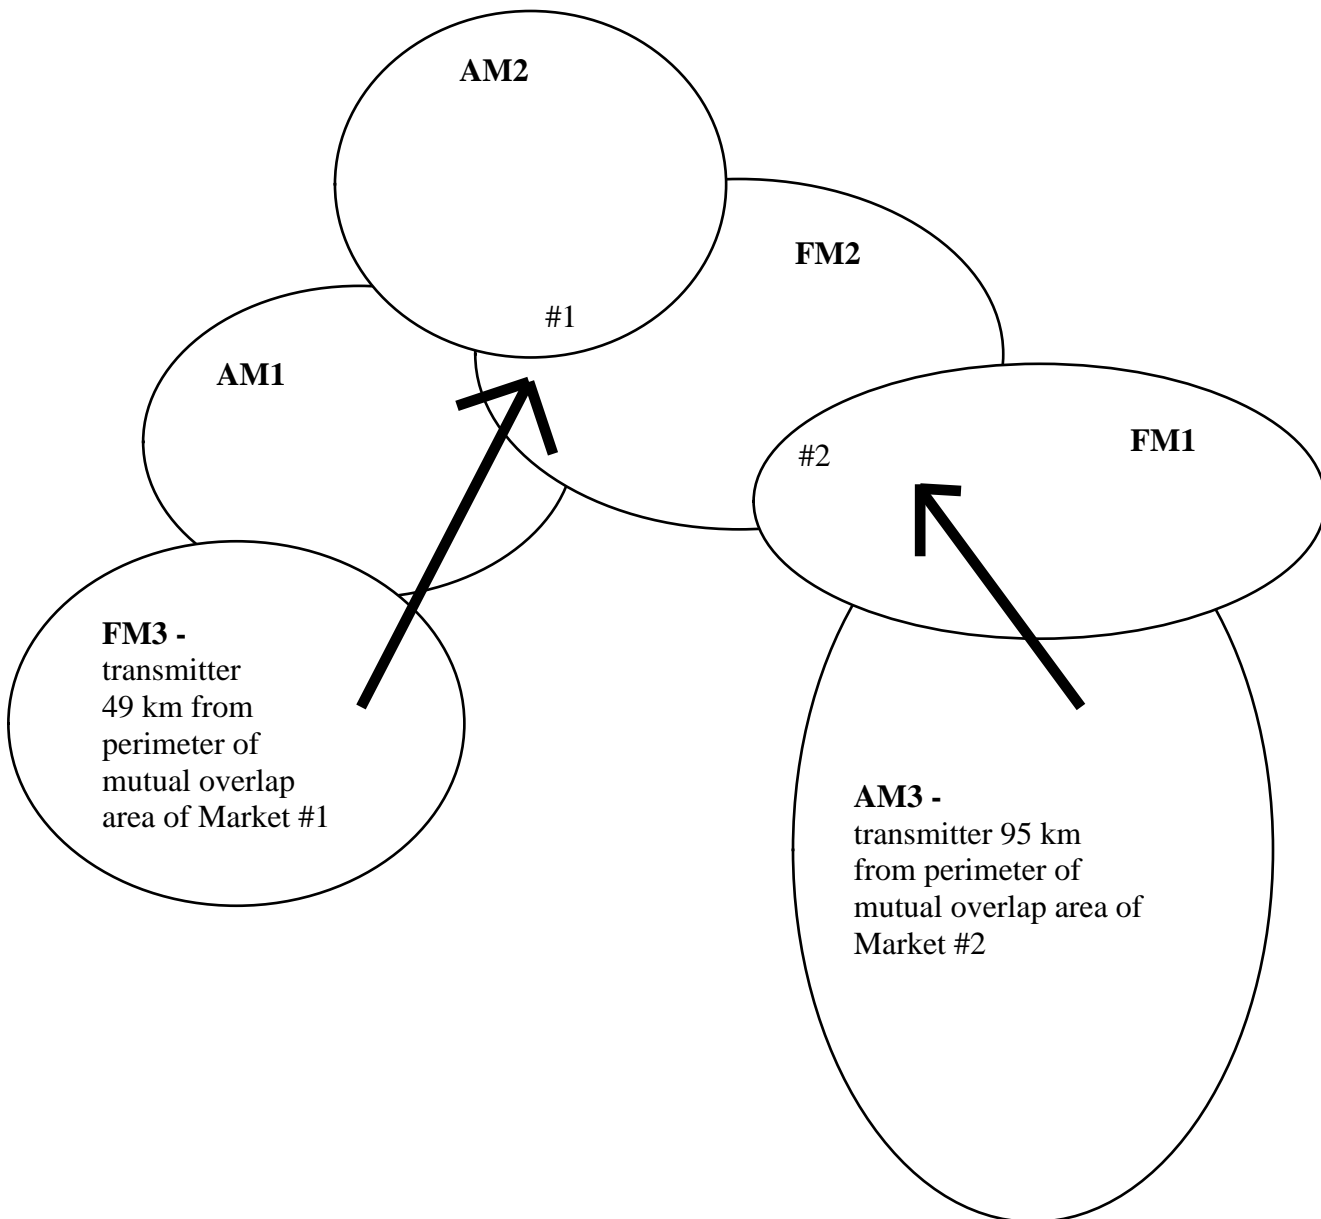 AM2
FM2
#1
AM1
FM1
#2
FM3 -
transmitter
49 km from
perimeter of
mutual overlap
area of Market #1
AM3 -
transmitter 95 km
from perimeter of
mutual overlap area of
Market #2